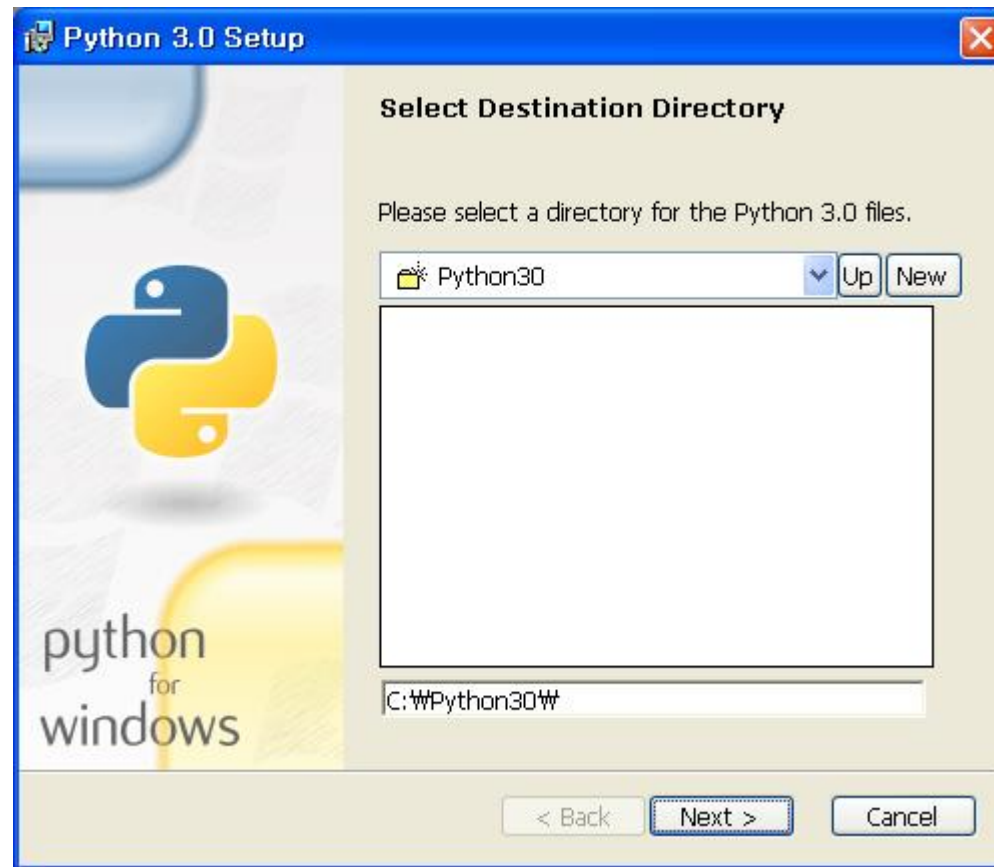 Python 3.0 Setup
Select Destination Directory
Please select a directory for the Python 3.0 files.
Python30
Up
New
C:₩Python30₩
python
for
windows
< Back
Next >
Cancel